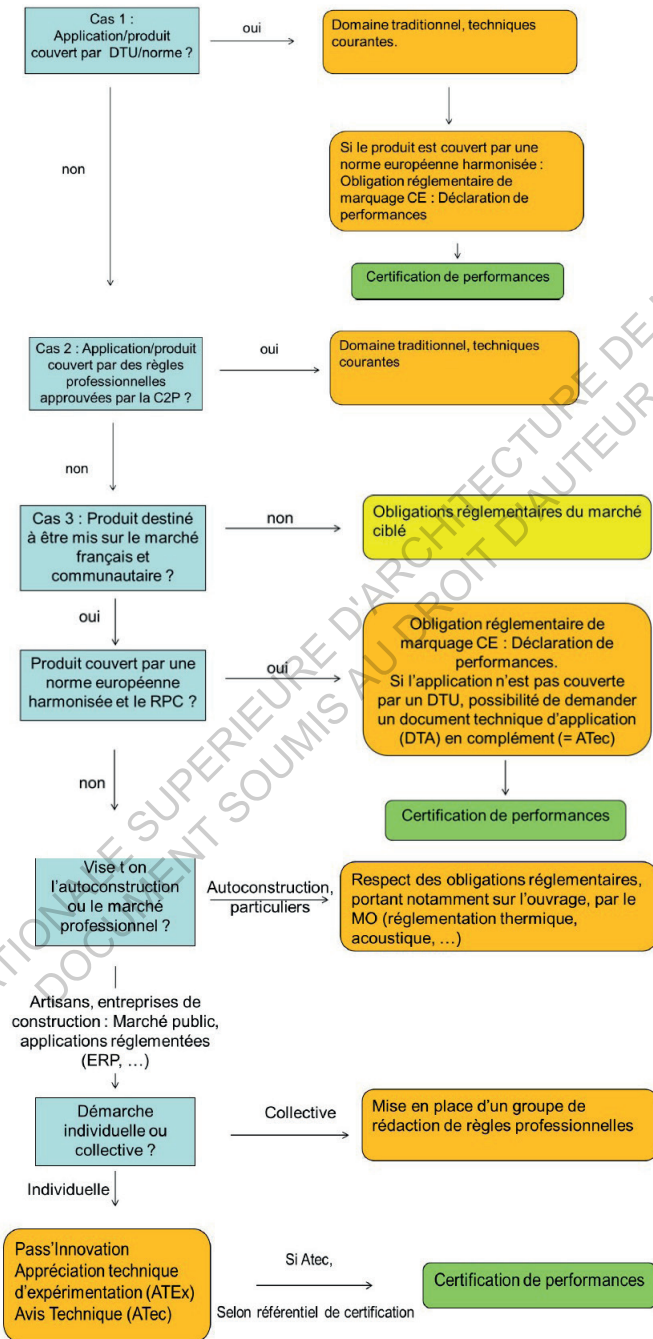 Cas 1 :
Application/produit
couvert par DTU/norme ?
oui
Domaine traditionnel, techniques
courantes.
non
Si le produit est couvert par une
norme européenne harmonisée :
Obligation réglementaire de
marquage CE : Déclaration de
performances
Certification de performances
Cas 2 : Application/produit
couvert par des règles
professionnelles
approuvées par la C2P ?
oui
Domaine traditionnel, techniques
courantes
non
Cas 3 : Produit destiné
à être mis sur le marché
français et
communautaire ?
non
Obligations réglementaires du marché
ciblé
oui
Produit couvert par une
norme européenne
harmonisée et le RPC ?
oui
Obligation réglementaire de
marquage CE : Déclaration de
performances.
Si l'application n'est pas couverte
par un DTU, possibilité de demander
un document technique d'application
(DTA) en complément (= ATec)
non
Certification de performances
Vise t on
l'autoconstruction
ou le marché
professionnel ?
Autoconstruction,
particuliers
Respect des obligations réglementaires,
portant notamment sur l'ouvrage, par le
MO (réglementation thermique,
acoustique, …)
Artisans, entreprises de
construction : Marché public,
applications réglementées
(ERP, …)
Démarche
individuelle ou
collective ?
Collective
Mise en place d'un groupe de
rédaction de règles professionnelles
Individuelle
Pass'Innovation
Appréciation technique
d'expérimentation (ATEx)
Avis Technique (ATec)
Si Atec,
Selon référentiel de certification
Certification de performances
SUPERIEURE D'ARCHITECTURE DE
DOCUMENT SOUMIS AU DROIT D'AUTEUR